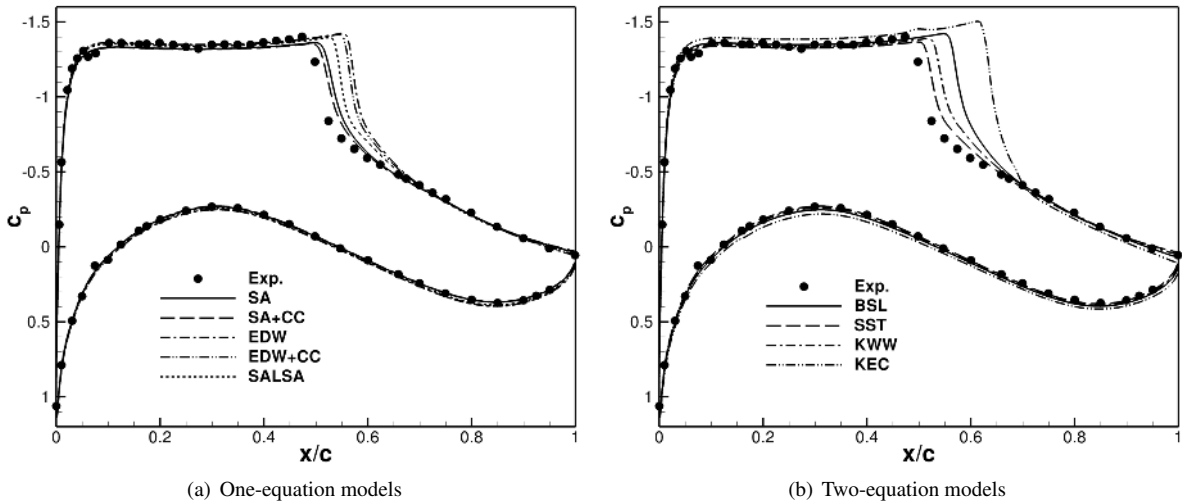 -1.5
-1
-0.5
0
0.5
1
cp
0 0.2 0.4 0.6 0.8 1
x/c
Exp.
SA
SA+CC
EDW
EDW+CC
SALSA
(a) One-equation models
-1.5
-1
-0.5
0
0.5
1
cp
0 0.2 0.4 0.6 0.8 1
x/c
Exp.
BSL
SST
KWW
KEC
(b) Two-equation models